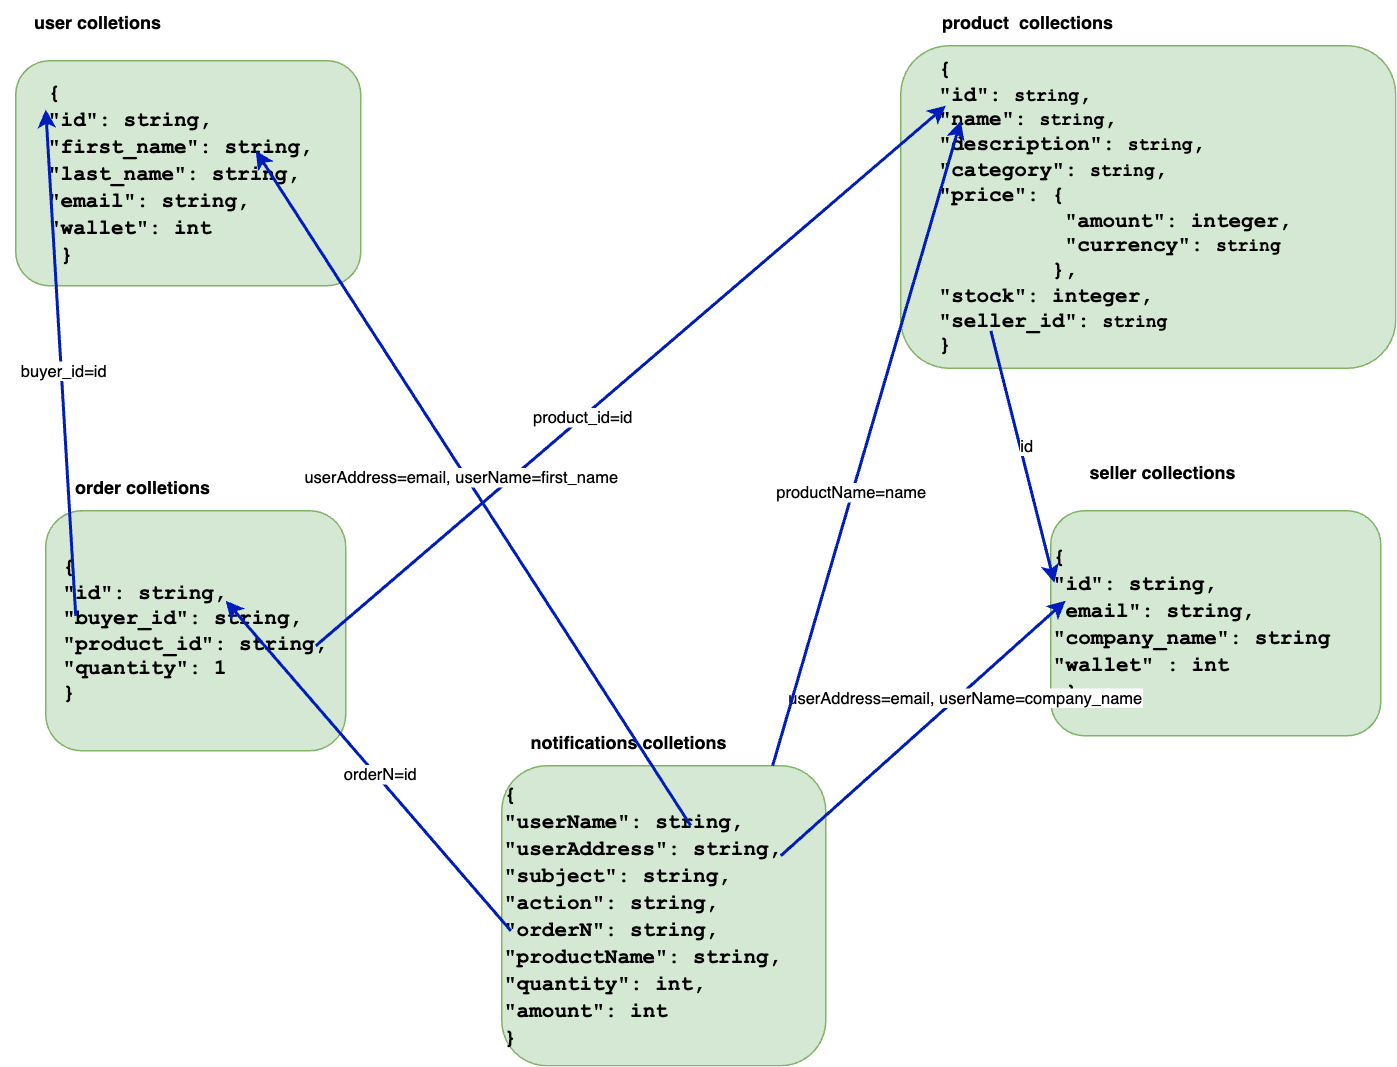 user colletions
{
"id": string,
"first_name": string,
"last_name": string,
"email": string,
"wallet": int
}
product  collections
{
"id": string,
"name": string,
"description": string,
"category": string,
"price": {
"amount": integer,
"currency": string
},
"stock": integer,
"seller_id": string
}
buyer_id=id
product_id=id
userAddress=email, userName=first_name
productName=name
id
order colletions
{
"id": string,
"buyer_id": string,
"product_id": string,
"quantity": 1
}
seller collections
{
"id": string,
"email": string,
"company_name": string
"wallet" : int
}
userAddress=email, userName=company_name
orderN=id
notifications colletions
{
"userName": string,
"userAddress": string,
"subject": string,
"action": string,
"orderN": string,
"productName": string,
"quantity": int,
"amount": int
}